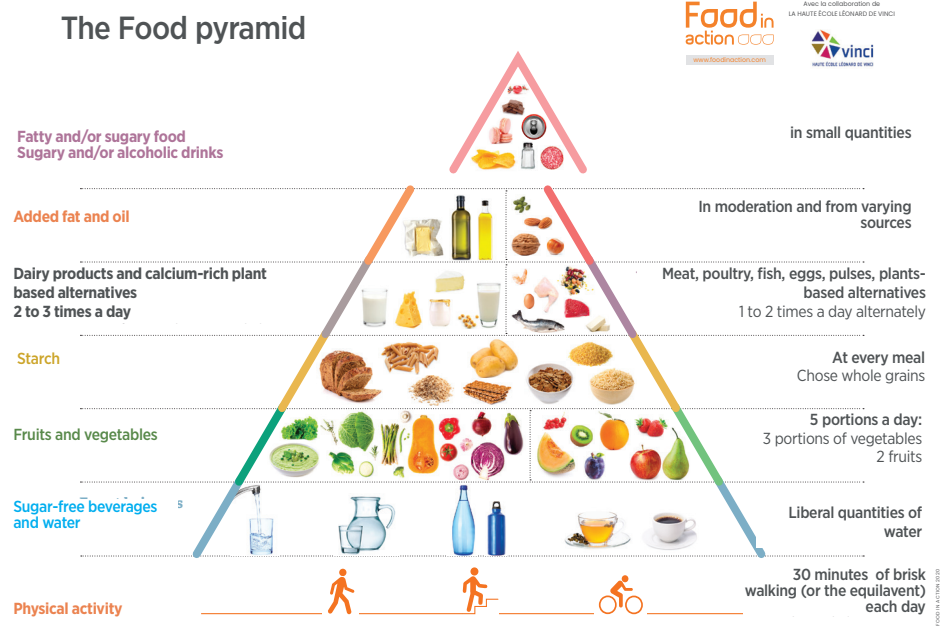 The Food pyramid
Food in
action
www.foodinaction.com
Avec la collaboration de
LA HAUTE ÉCOLE LÉONARD DE VINCI
vinci
HAUTE ÉCOLE LÉONARD DE VINCI
Fatty and/or sugary food
Sugary and/or alcoholic drinks
in small quantities
Added fat and oil
In moderation and from varying
sources
Dairy products and calcium-rich plant
based alternatives
2 to 3 times a day
Meat, poultry, fish, eggs, pulses, plants-
based alternatives
1 to 2 times a day alternately
Starch
At every meal
Chose whole grains
Fruits and vegetables
5 portions a day:
3 portions of vegetables
2 fruits
Sugar-free beverages
and water
s
Liberal quantities of
water
Physical activity
30 minutes of brisk
walking (or the equilavent)
each day
FOOD IN ACTION 2020